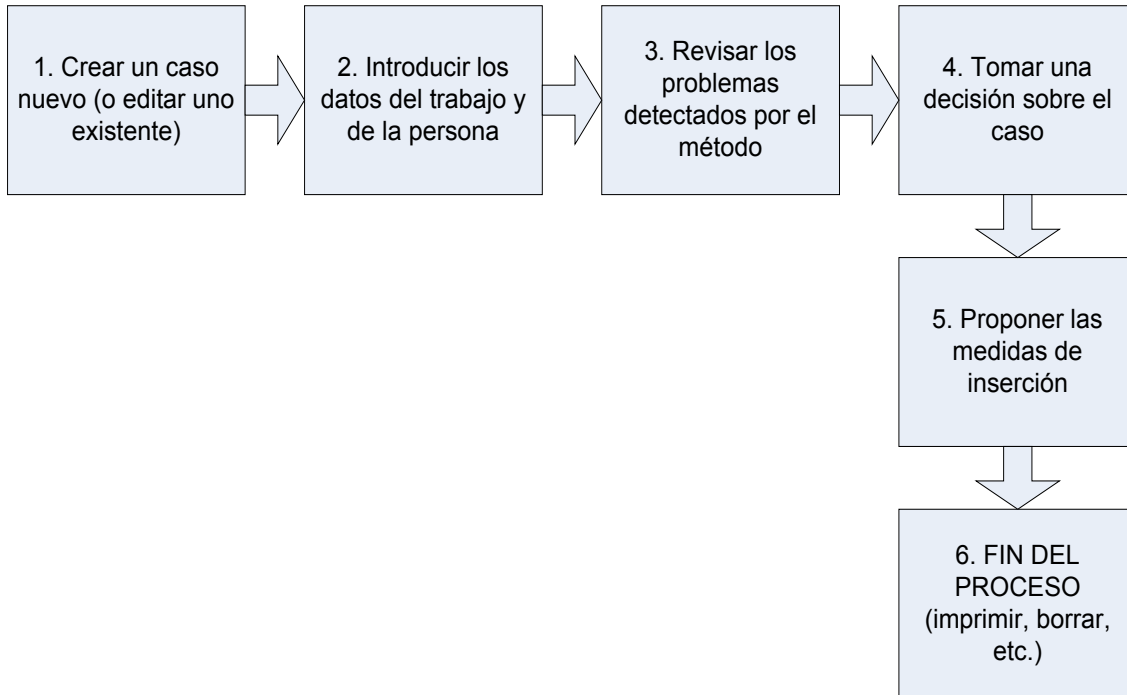 1. Crear un caso
nuevo (o editar uno
existente)
2. Introducir los
datos del trabajo y
de la persona
3. Revisar los
problemas
detectados por el
método
4. Tomar una
decisión sobre el
caso
5. Proponer las
medidas de
inserción
6. FIN DEL
PROCESO
(imprimir, borrar,
etc.)